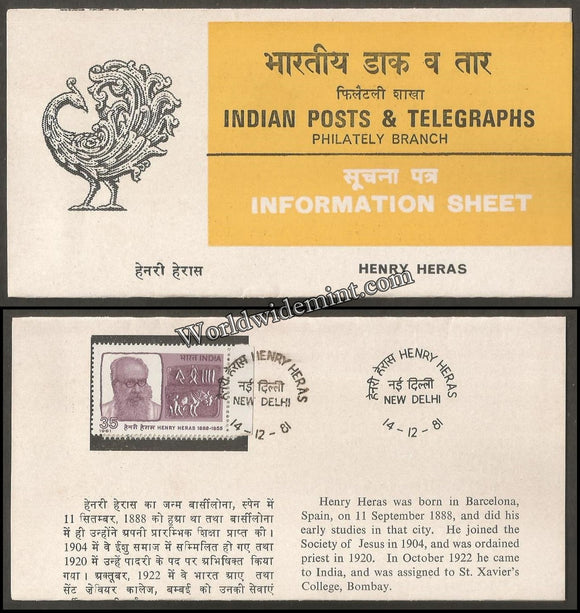 भारतीय डाक व तार
फिलैटली शाखा
INDIAN POSTS & TELEGRAPHS
PHILATELY BRANCH
सूचना पत्र
INFORMATION SHEET
हेनरी हेरास
HENRY HERAS
Worldwidemint.com
भारत INDIA
35
1981
हेनरी हेरास HENRY HERAS 1888-1955
हेनरी हेरास HENRY HERAS
नई दिल्ली
NEW DELHI
14-12-81
हेनरी हेरास HENRY HERAS
नई दिल्ली
NEW DELHI
14-12-81
हेनरी हेरास का जन्म बार्सीलोना, स्पेन में
11 सितम्बर, 1888 को हुआ था तथा बार्सीलोना
में ही उन्होंने अपनी प्रारम्भिक शिक्षा प्राप्त की।
1904 में वे ईशु समाज में सम्मिलित हो गए तथा
1920 में उन्हें पादरी के पद पर अभिषिक्त किया
गया। अक्तूबर, 1922 में वे भारत आए तथा
सेंट जेवियर कालेज, बम्बई को उनकी सेवाएं
Henry Heras was born in Barcelona,
Spain, on 11 September 1888, and did his
early studies in that city. He joined the
Society of Jesus in 1904, and was ordained
priest in 1920. In October 1922 he came
to India, and was assigned to St. Xavier's
College, Bombay.